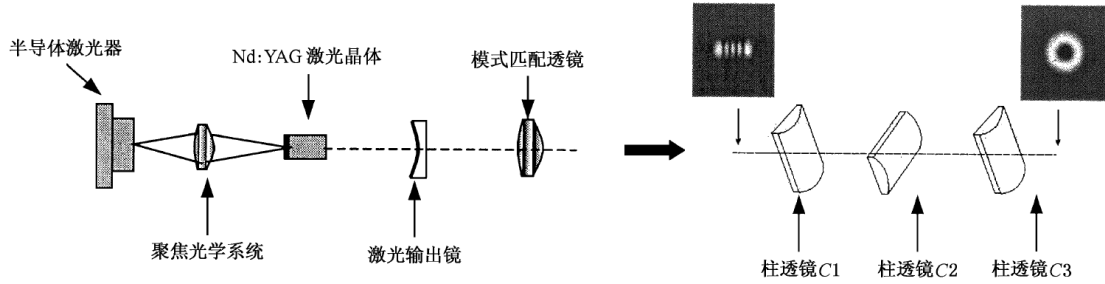 半导体激光器
Nd:YAG 激光晶体
模式匹配透镜
聚焦光学系统
激光输出镜
柱透镜C1
柱透镜C2
柱透镜C3